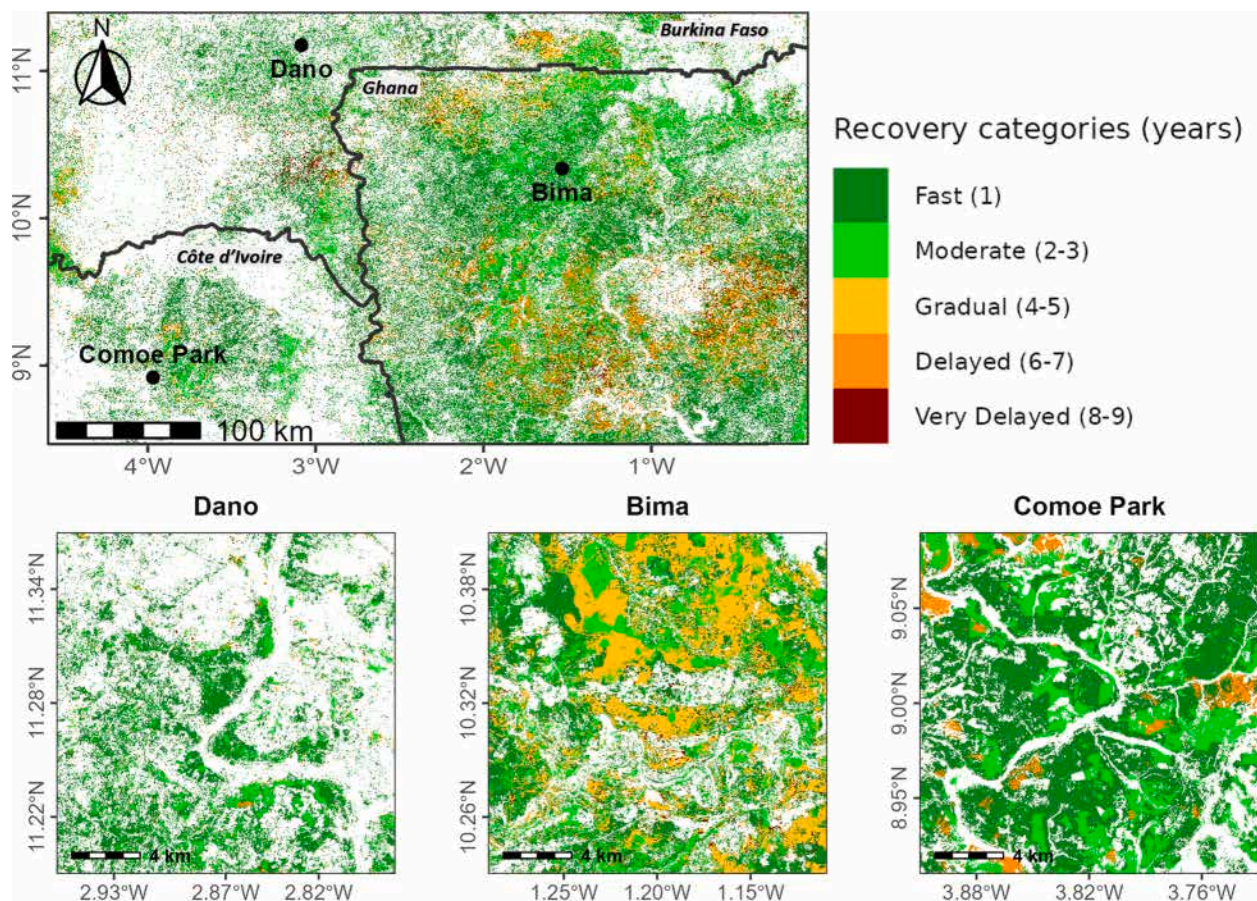 N
Burkina Faso
11°N
Dano
Ghana
Bima
10°N
Côte d'Ivoire
Comoe Park
9°N
100 km
4°W 3°W 2°W 1°W
Recovery categories (years)
Fast (1)
Moderate (2-3)
Gradual (4-5)
Delayed (6-7)
Very Delayed (8-9)
Dano
11.34°N
11.28°N
11.22°N
4 km
2.93°W 2.87°W 2.82°W
Bima
10.38°N
10.32°N
10.26°N
4 km
1.25°W 1.20°W 1.15°W
Comoe Park
9.05°N
9.00°N
8.95°N
4 km
3.88°W 3.82°W 3.76°W